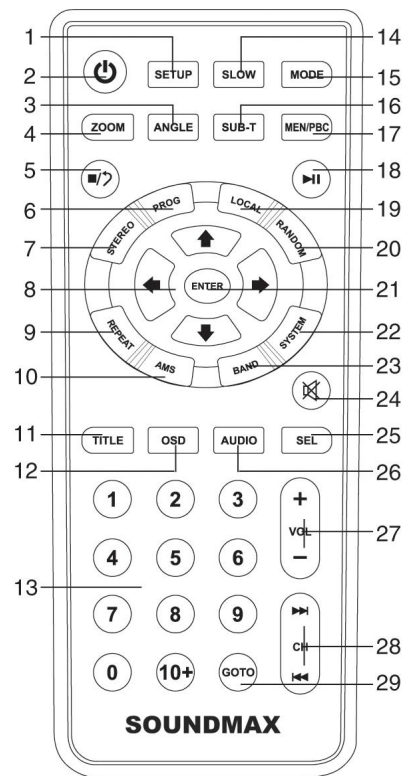 1
14
2
SETUP
SLOW
MODE
15
3
16
4
ZOOM
ANGLE
SUB-T
MEN/PBC
17
5
18
6
PROG
LOCAL
19
7
STEREO
RANDOM
20
8
ENTER
21
9
REPEAT
SYSTEM
22
10
AMS
BAND
23
24
11
TITLE
OSD
AUDIO
SEL
25
12
26
1
2
3
+
VOL
27
4
5
6
−
13
7
8
9
CH
28
0
10+
GOTO
29
SOUNDMAX